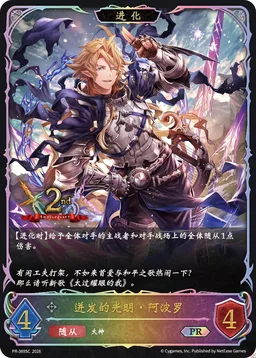 进化
2nd
【进化时】给予全体对手的主战者和对手战场上的全体随从1点
伤害。
有闲工夫打架，不如来首爱与和平之歌热闹一下？
那么请听新歌《太过耀眼的我》。
迸发的光明·阿波罗
4
随从
大神
PR
4
© Cygames, Inc. Published by NetEase Games